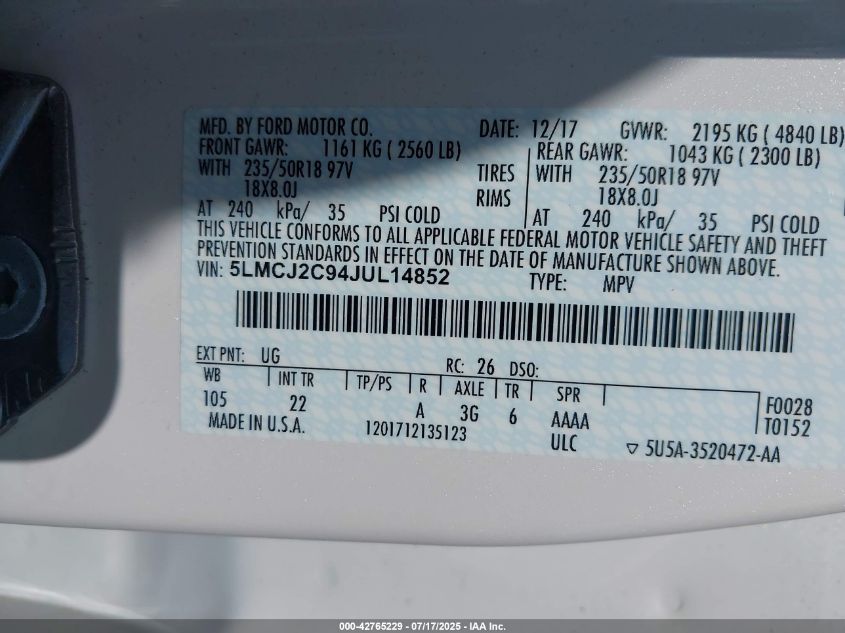 MFD. BY FORD MOTOR CO. DATE: 12/17 GVWR: 2195 KG ( 4840 LB)
FRONT GAWR: 1161 KG ( 2560 LB) REAR GAWR: 1043 KG ( 2300 LB)
WITH 235/50R18 97V TIRES WITH 235/50R18 97V
18X8.0J RIMS 18X8.0J
AT 240 kPa/ 35 PSI COLD AT 240 kPa/ 35 PSI COLD
THIS VEHICLE CONFORMS TO ALL APPLICABLE FEDERAL MOTOR VEHICLE SAFETY AND THEFT
PREVENTION STANDARDS IN EFFECT ON THE DATE OF MANUFACTURE SHOWN ABOVE.
VIN: 5LMCJ2C94JUL14852 TYPE: MPV
EXT PNT: UG RC: 26 DSO:
WB INT TR TP/PS R AXLE TR SPR
105 22 A 3G 6 AAAA F0028
MADE IN U.S.A. 1201712135123 ULC T0152
▽ 5U5A-3520472-AA
000-42765229 - 07/17/2025 - IAA Inc.